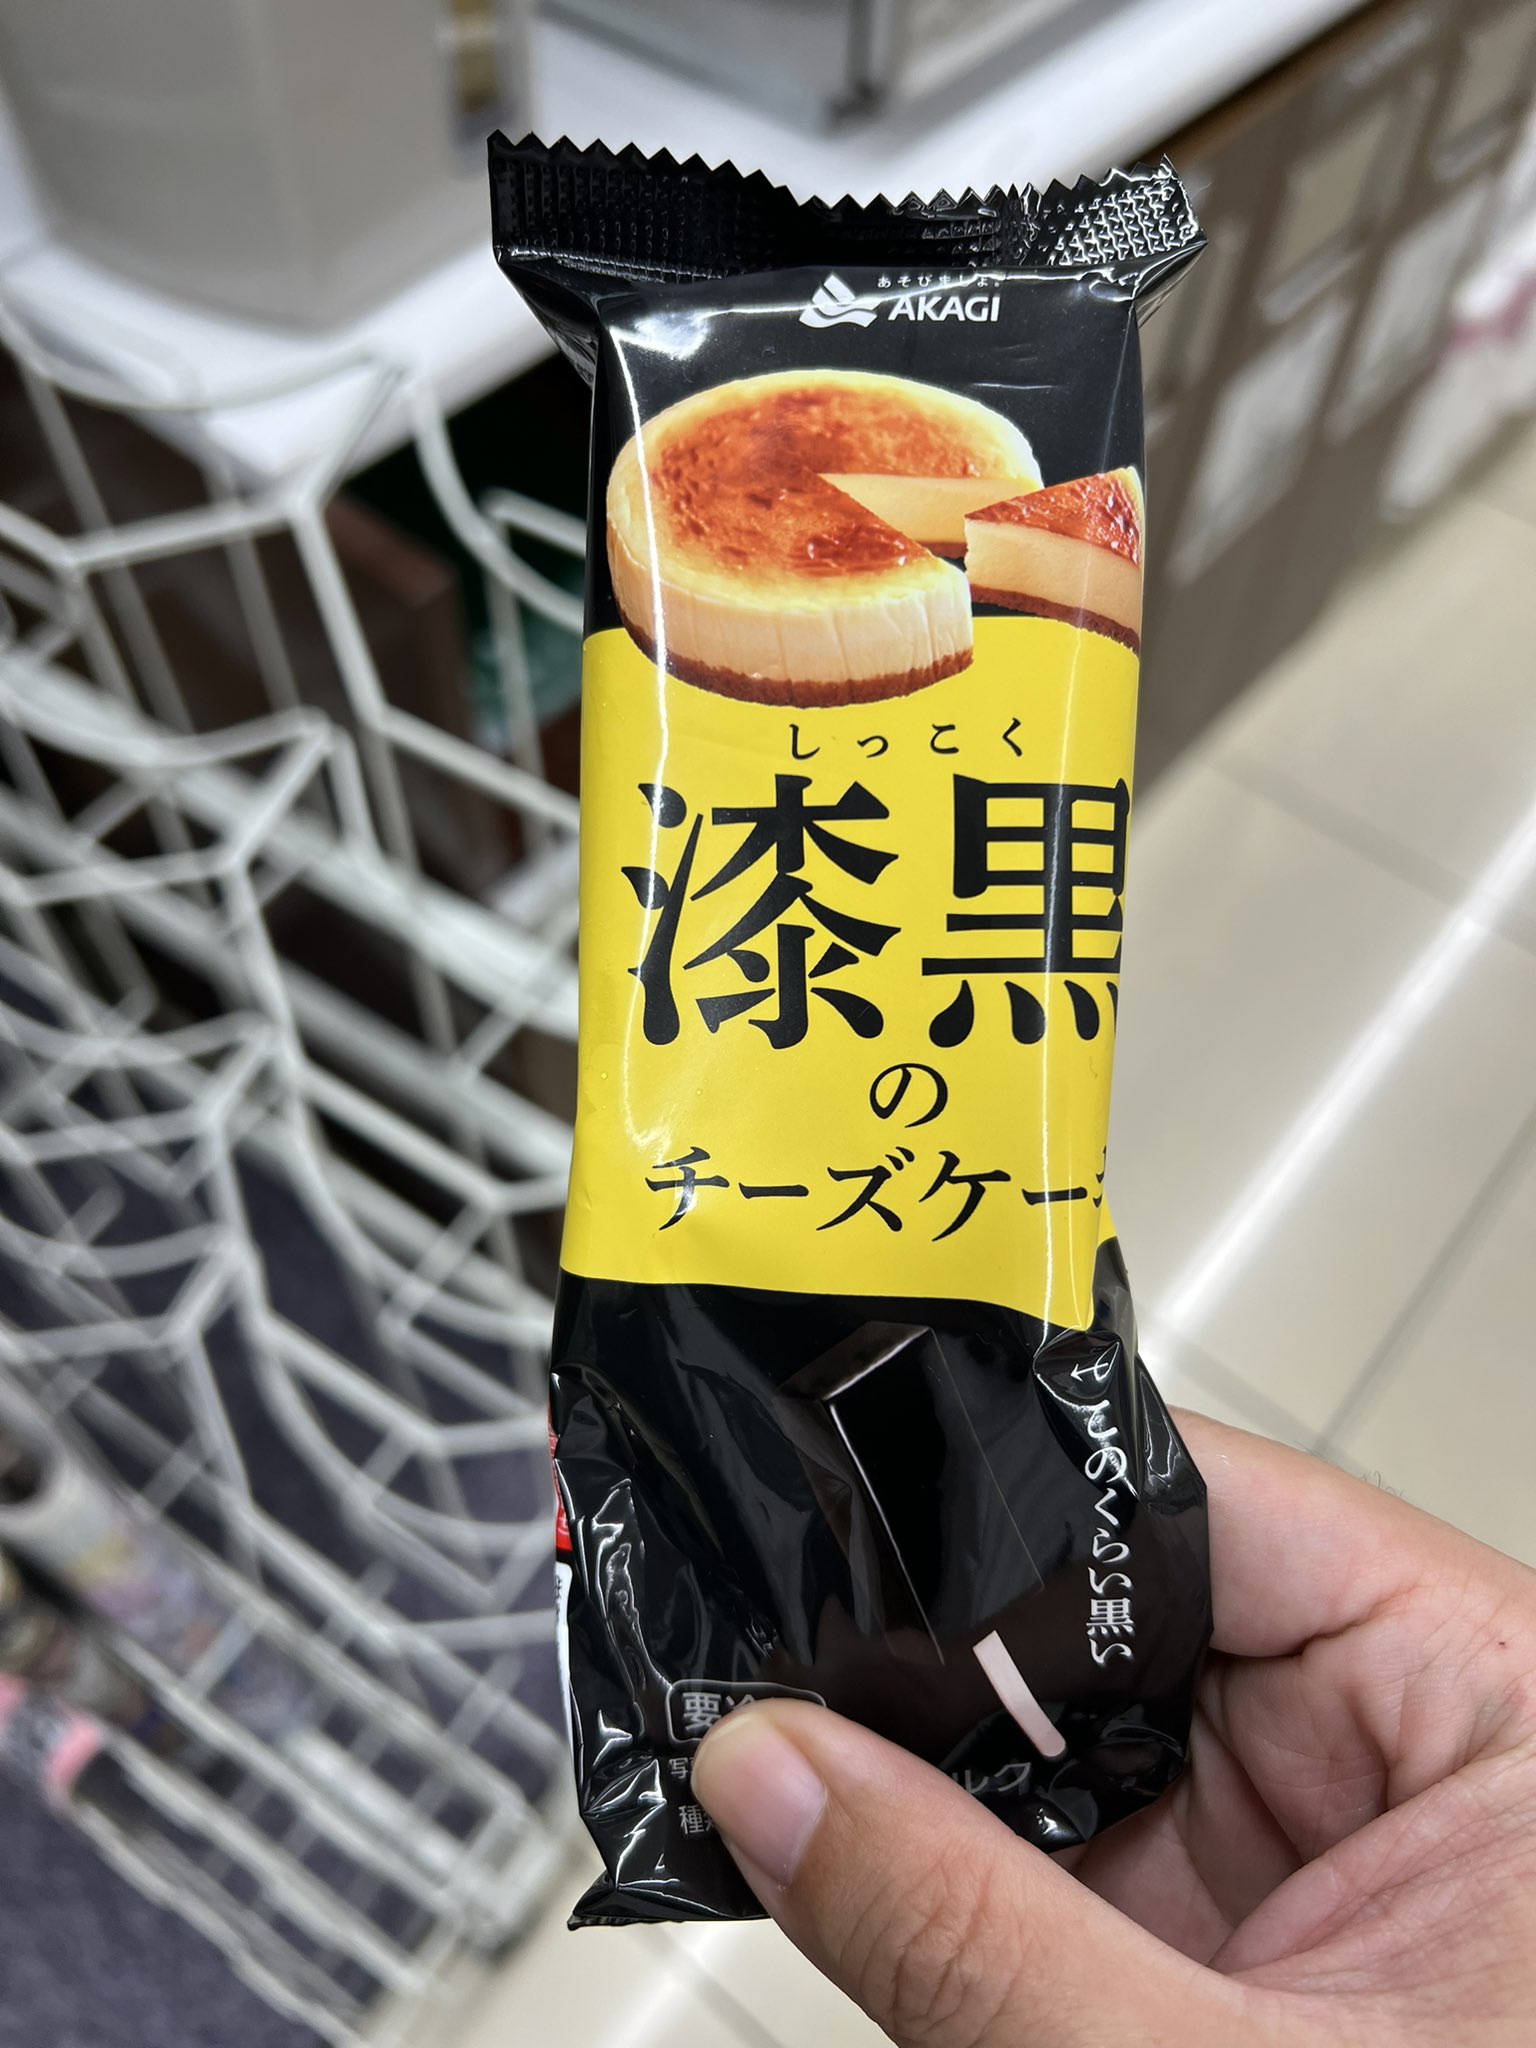 あそびましょ。
AKAGI
しっこく
漆黒
の
チーズケー
このくらい黒い
要冷
写
種類
ルク